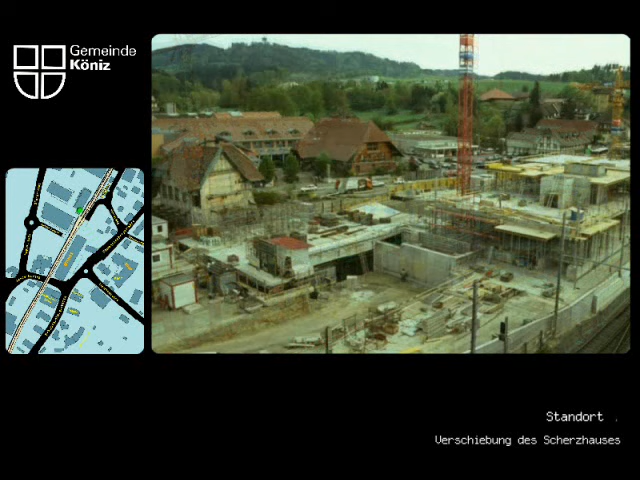 Gemeinde
Köniz
Standort .
Verschiebung des Scherzhauses